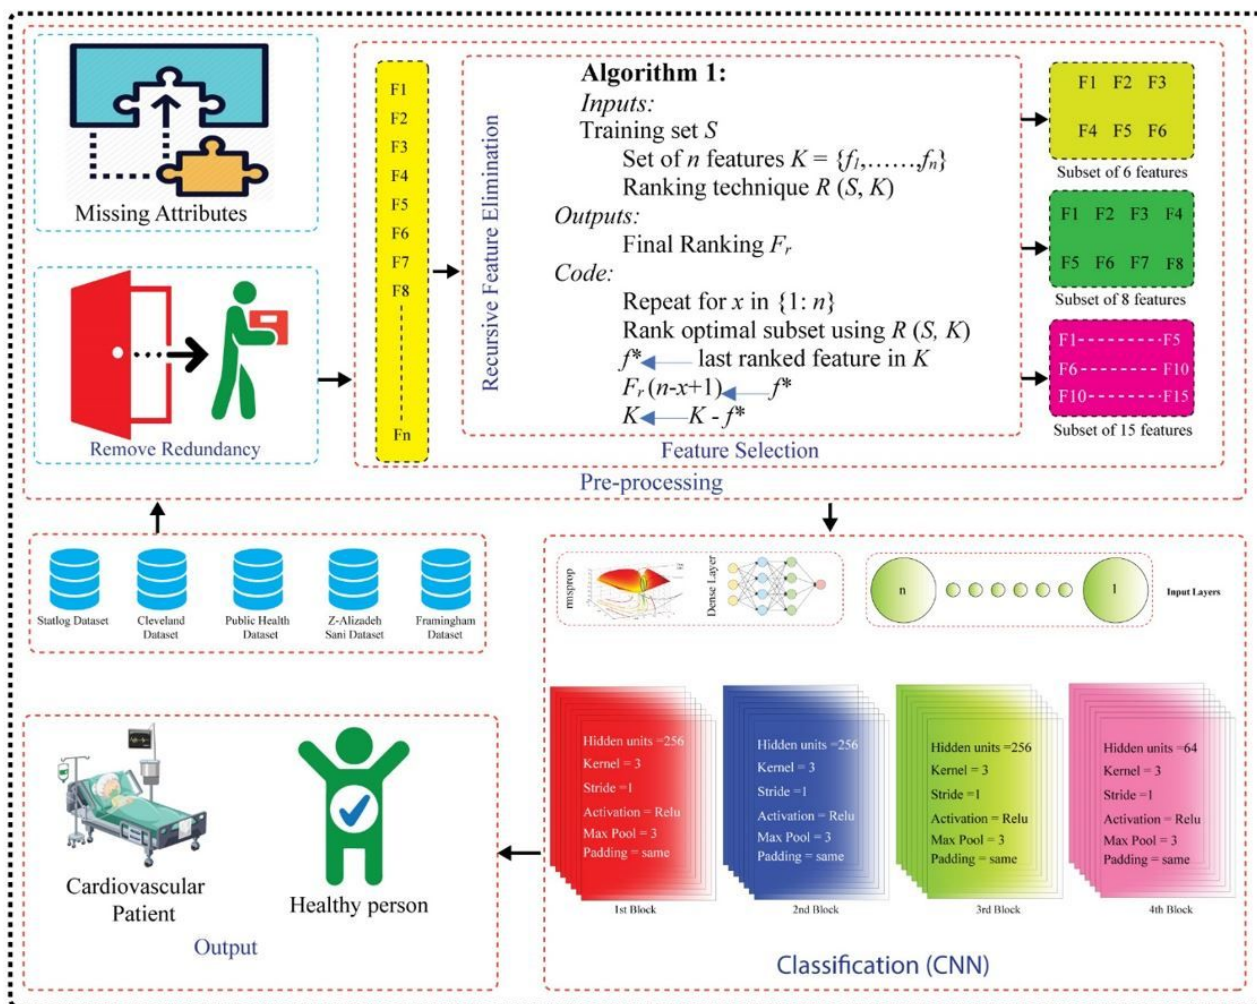 Missing Attributes
Remove Redundancy
F1
F2
F3
F4
F5
F6
F7
F8
Fn
Recursive Feature Elimination
Algorithm 1:
Inputs:
Training set S
Set of n features K = {f1,......,fn}
Ranking technique R (S, K)
Outputs:
Final Ranking Fr
Code:
Repeat for x in {1: n}
Rank optimal subset using R (S, K)
f* last ranked feature in K
Fr (n-x+1) f*
K K - f*
Feature Selection
F1 F2 F3
F4 F5 F6
Subset of 6 features
F1 F2 F3 F4
F5 F6 F7 F8
Subset of 8 features
F1 F5
F6 F10
F10 F15
Subset of 15 features
Pre-processing
Statlog Dataset
Cleveland
Dataset
Public Health
Dataset
Z-Alizadeh
Sani Dataset
Framingham
Dataset
rmsprop
Dense Layer
n
1
Input Layers
Hidden units =256
Kernel = 3
Stride =1
Activation = Relu
Max Pool = 3
Padding = same
1st Block
Hidden units =256
Kernel = 3
Stride =1
Activation = Relu
Max Pool = 3
Padding = same
2nd Block
Hidden units =256
Kernel = 3
Stride =1
Activation = Relu
Max Pool = 3
Padding = same
3rd Block
Hidden units =64
Kernel = 3
Stride =1
Activation = Relu
Max Pool = 3
Padding = same
4th Block
Classification (CNN)
Cardiovascular
Patient
Healthy person
Output